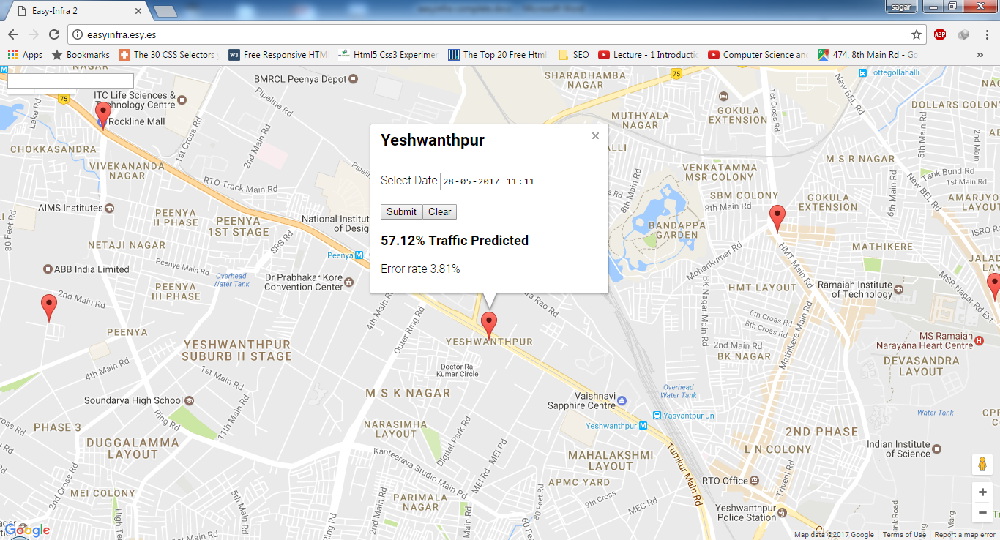 Easy-Infra 2
sagar
easyinfra.esy.es
ABP
Apps
Bookmarks
The 30 CSS Selectors
W3
Free Responsive HTM
Html5 Css3 Experimer
The Top 20 Free Html
SEO
Lecture - 1 Introductic
Computer Science and
474, 8th Main Rd - Go
»
NAGAR
BMRCL Peenya Depot
SHARADHAMBA
NAGAR
75
Lottegollahalli
New BEL Rd
ITC Life Sciences &
Technology Centre
75
Lake Rd
Rockline Mall
Pipeline Rd
1st Cross Rd
2nd Main Rd
GOKULA
EXTENSION
1st Cross Rd
DOLLARS COLONY
MUTHYALA
NAGAR
CHOKKASANDRA
VIVEKANANDA
NAGAR
RTO Track Main Rd
Pipeline Rd
Yeshwanthpur
Select Date
28-05-2017 11:11
Submit
Clear
57.12% Traffic Predicted
Error rate 3.81%
ALLI
8th Main Rd
M S R NAGAR
5th Main Rd
Tank Bund Rd
1st Main Rd
New BEL Rd
VENKATAMMA
MSR COLONY
SBM COLONY
8th Main Rd
GOKULA
EXTENSION
6th Main Rd
AMARJYO
LAYOUT
ISRO Rd
AIMS Institutes
80 Feet Rd
PEENYA
II PHASE
PEENYA
1ST STAGE
National Institute
of Design
BANDAPPA
GARDEN
NETAJI NAGAR
SRS Rd
Peenya
M
HMT Main Rd
MATHIKERE
Mohankumar Rd
JALAD
ABB India Limited
Peenya Main Rd
Overhead
Water Tank
PEENYA
III PHASE
Dr Prabhakar Kore
Convention Center
BK Nagar Main Rd
HMT LAYOUT
Ramaiah Institute
of Technology
MSR Nagar Rd Ext
2nd Main Rd
4th Main Rd
Outer Ring Rd
Rao Rd
6th Cross Rd
8th Cross Rd
Mathikere Main Rd
PEENYA
YESHWANTHPUR
YESHWANTHPUR
SUBURB II STAGE
2nd Main Rd
BK NAGAR
MS Ramaiah
Narayana Heart Centre
H
DEVASANDRA
LAYOUT
4th Main Rd
1st Main Rd
Doctor Raj
Kumar Circle
M S K NAGAR
Vaishnavi
Sapphire Centre
Overhead
Water Tank
Soundarya High School
Ring Rd
11th Main Rd
Yasvantpur Jn
Yeshwanthpur
M
Water Tank
Cross Rd
PHASE 3
NARASIMHA
LAYOUT
Digital Park Rd
MEI Rd
2ND PHASE
DUGGALAMMA
LAYOUT
Kanteerava Studio Main Rd
MEI Rd
MAHALAKSHMI
LAYOUT
Tumkur Main Rd
L N COLONY
Indian Institute
of Science
2nd Cross Rd
APMC YARD
RTO Office
Triveni Rd
MEI COLONY
High Tension Rd
5th Main Rd
PARIMALA
NAGAR
1st Main Rd
60 Feet Rd
80 Feet Rd
9th Cross
MEC Rd
Yeshwanthpur
Police Station
Google
Map data ©2017 Google
Terms of Use
Report a map error